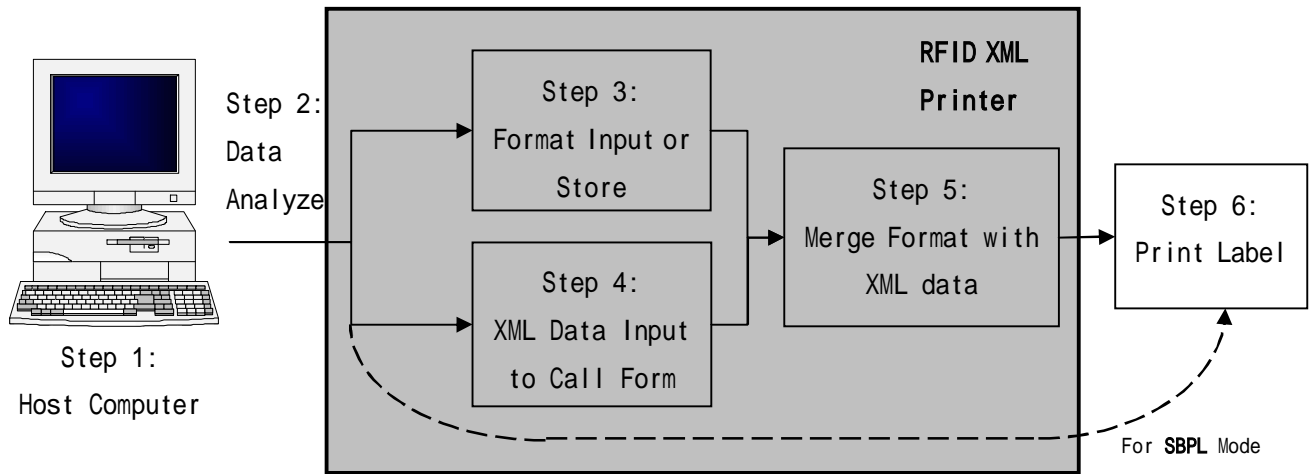 Step 1:
Host Computer
Step 2:
Data
Analyze
RFID XML
Printer
Step 3:
Format Input or
Store
Step 4:
XML Data Input
to Call Form
Step 5:
Merge Format with
XML data
Step 6:
Print Label
For SBPL Mode